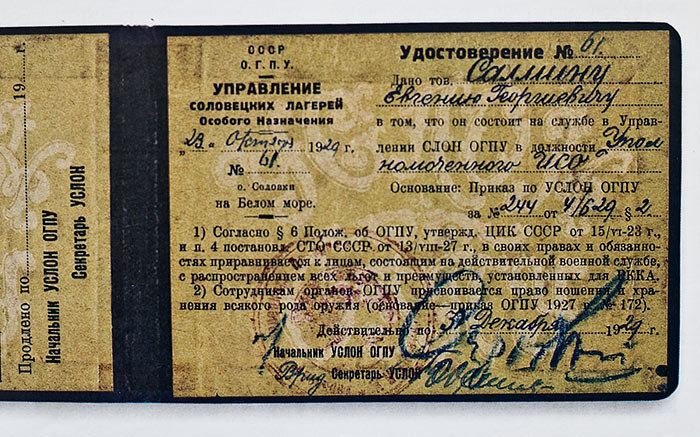 19 г.
Продлено по
Начальник УСЛОН ОГПУ
Секретарь УСЛОН
СССР
О.Г.П.У.
УПРАВЛЕНИЕ
СОЛОВЕЦКИХ ЛАГЕРЕЙ
Особого Назначения
„23" Октября 1929 г.
№ 61.
о. Соловки
на Белом море.
Удостоверение № 61.
Дано тов.
Евгению Георгиевичу
в том, что он состоит на службе в Управ-
лении СЛОН ОГПУ в должности Упол
номоченного ИСО
Основание: Приказ по УСЛОН ОГПУ
за № 244 от 4/VI 29 § 2.
1) Согласно § 6 Полож. об ОГПУ, утвержд. ЦИК СССР от 15/VI-23 г.,
и п. 4 постановл. СТО СССР от 13/VIII-27 г., в своих правах и обязанно-
стях приравнивается к лицам, состоящим на действительной военной службе,
с распространением всех льгот и преимуществ, установленных для РККА.
2) Сотрудникам органов ОГПУ присвоивается право ношения и хра-
нения всякого рода оружия (основание—приказ ОГПУ 1927 г. № 172).
Действительно по 31 Декабря 1929 г.
Начальник УСЛОН ОГПУ
Врид Секретарь УСЛОН